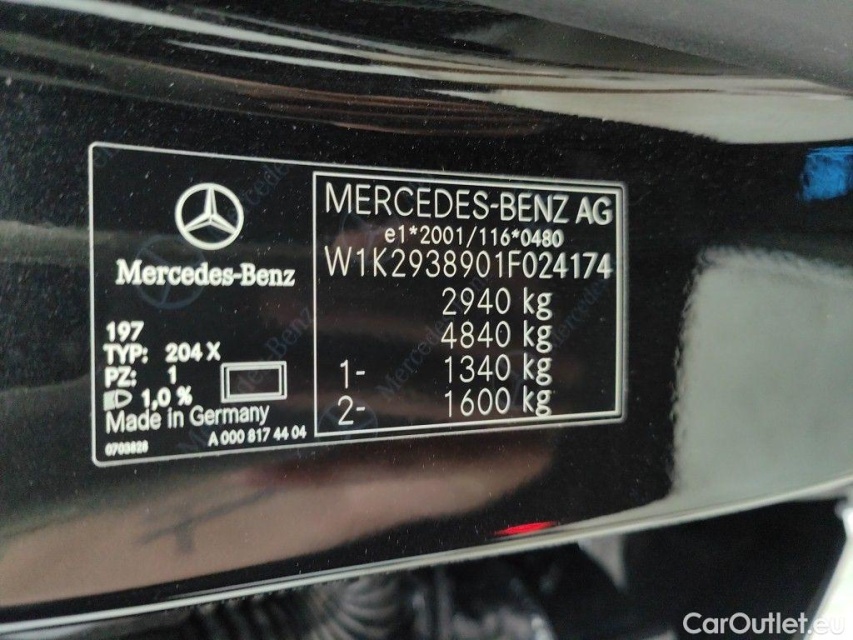 Mercedes-Benz
197
TYP: 204 X
PZ: 1
1,0 %
Made in Germany
A 000 817 44 04
0703828
MERCEDES-BENZ AG
e1*2001/116*0480
W1K2938901F024174
2940 kg
4840 kg
1- 1340 kg
2- 1600 kg
CarOutlet.eu